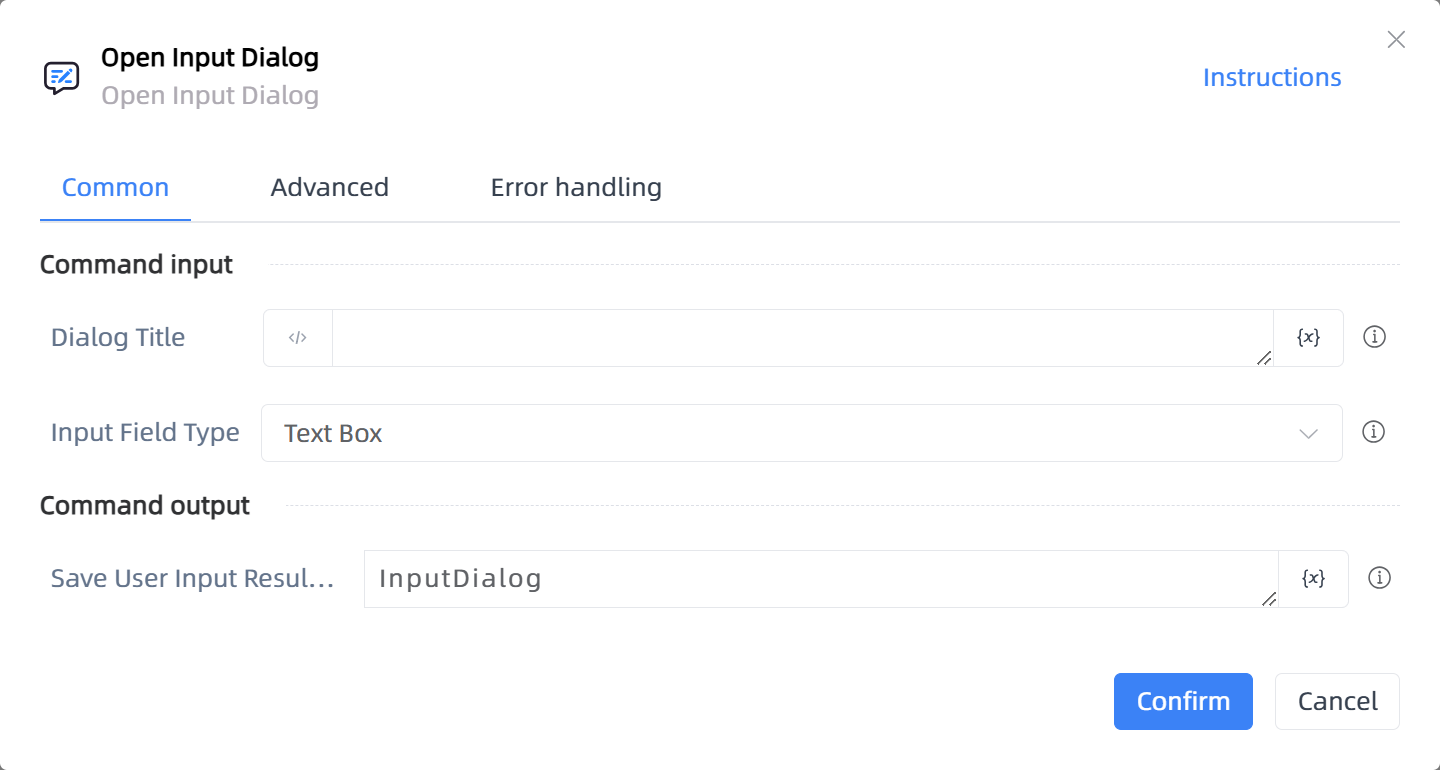 Open Input Dialog
Open Input Dialog
Instructions
Common Advanced Error handling
Command input
Dialog Title </> {x}
Input Field Type Text Box
Command output
Save User Input Resul... InputDialog {x}
Confirm Cancel